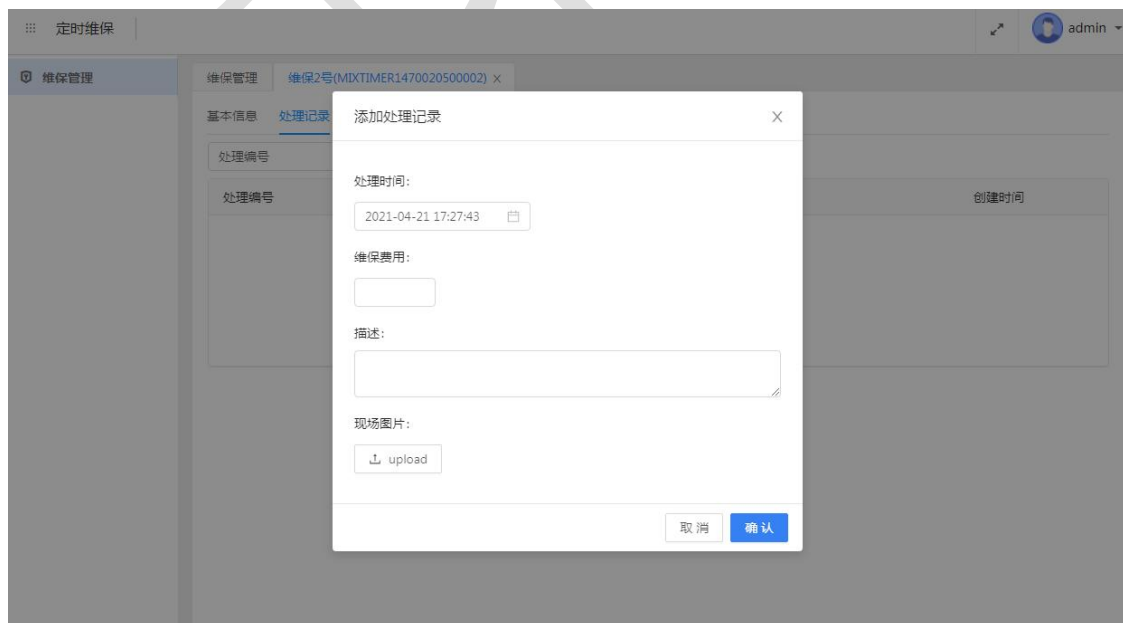 定时维保
admin
维保管理
维保管理 维保2号(MIXTIMER1470020500002) ×
基本信息 处理记录
添加处理记录
处理编号
处理编号 创建时间
处理时间:
2021-04-21 17:27:43
维保费用:
描述:
现场图片:
upload
取 消 确 认